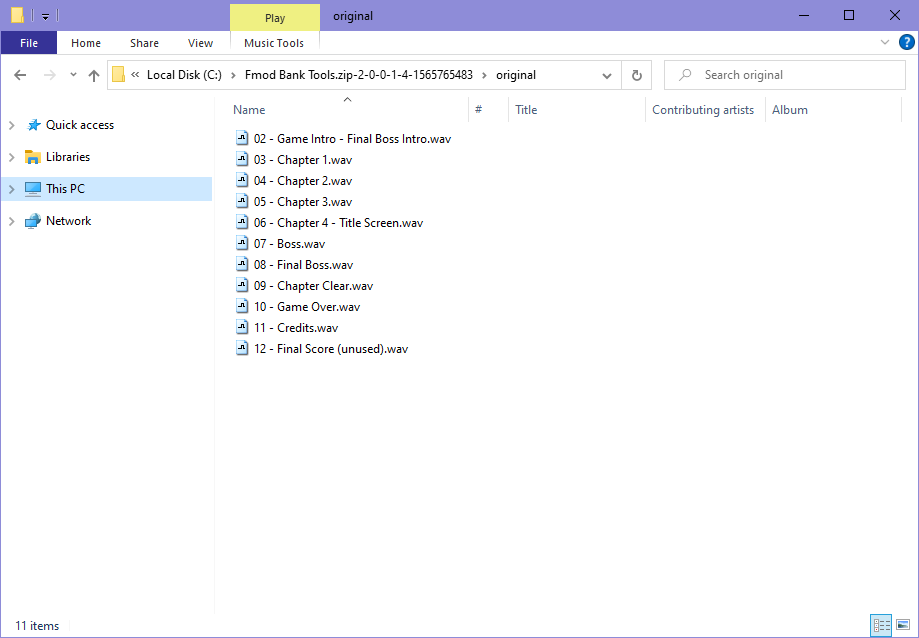 Play original
File Home Share View Music Tools ?
« Local Disk (C:) > Fmod Bank Tools.zip-2-0-0-1-4-1565765483 > original Search original
Name # Title Contributing artists Album
Quick access
Libraries
This PC
Network
02 - Game Intro - Final Boss Intro.wav
03 - Chapter 1.wav
04 - Chapter 2.wav
05 - Chapter 3.wav
06 - Chapter 4 - Title Screen.wav
07 - Boss.wav
08 - Final Boss.wav
09 - Chapter Clear.wav
10 - Game Over.wav
11 - Credits.wav
12 - Final Score (unused).wav
11 items